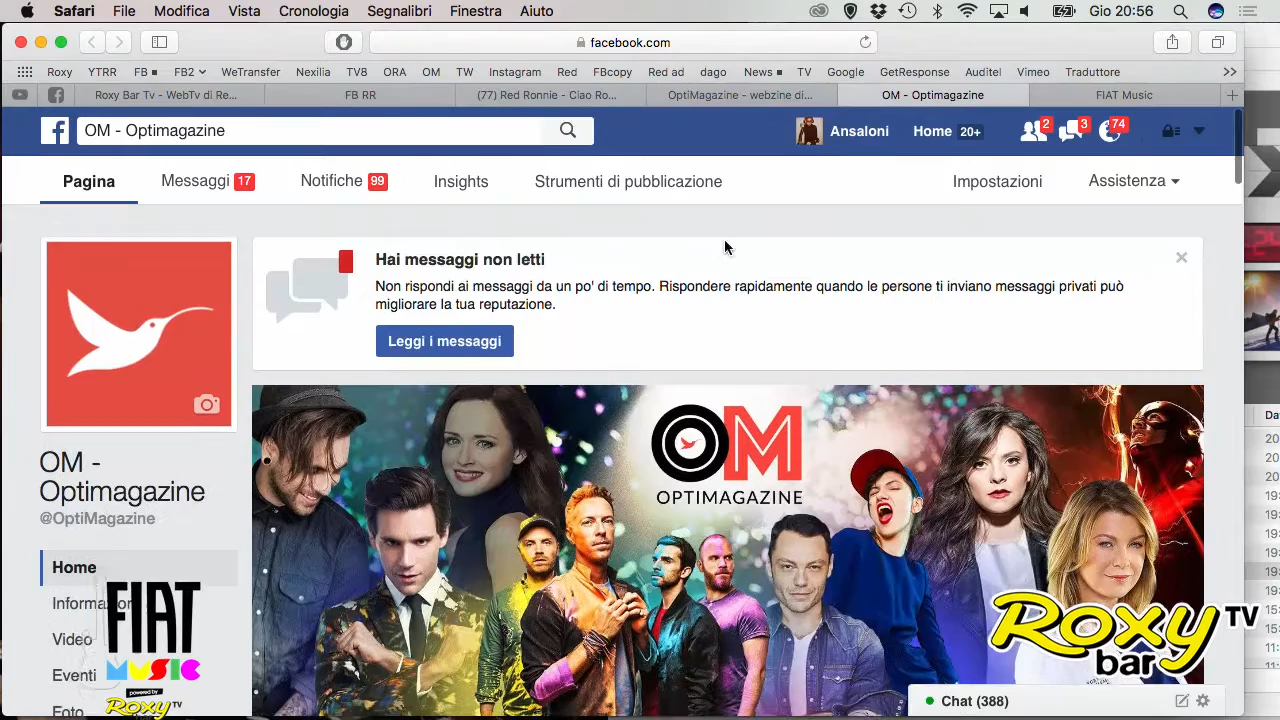 Safari File Modifica Vista Cronologia Segnalibri Finestra Aiuto Gio 20:56
facebook.com
Roxy YTRR FB FB2 WeTransfer Nexilia TV8 ORA OM TW Instagram Red FBcopy Red ad dago News TV Google GetResponse Auditel Vimeo Traduttore
Roxy Bar Tv - WebTv di Re... FB RR (77) Red Ronnie - Ciao Ro... OptiMagazine - webzine di... OM - Optimagazine FIAT Music
OM - Optimagazine Ansaloni Home 20+ 2 3 74
Pagina Messaggi 17 Notifiche 99 Insights Strumenti di pubblicazione Impostazioni Assistenza
Hai messaggi non letti
Non rispondi ai messaggi da un po' di tempo. Rispondere rapidamente quando le persone ti inviano messaggi privati può
migliorare la tua reputazione.
Leggi i messaggi
OM
OPTIMAGAZINE
OM -
Optimagazine
@OptiMagazine
Home
Informazioni
Video
Eventi
Foto
FIAT
MUSIC
powered by
Roxy TV
Roxy TV
bar
Chat (388)